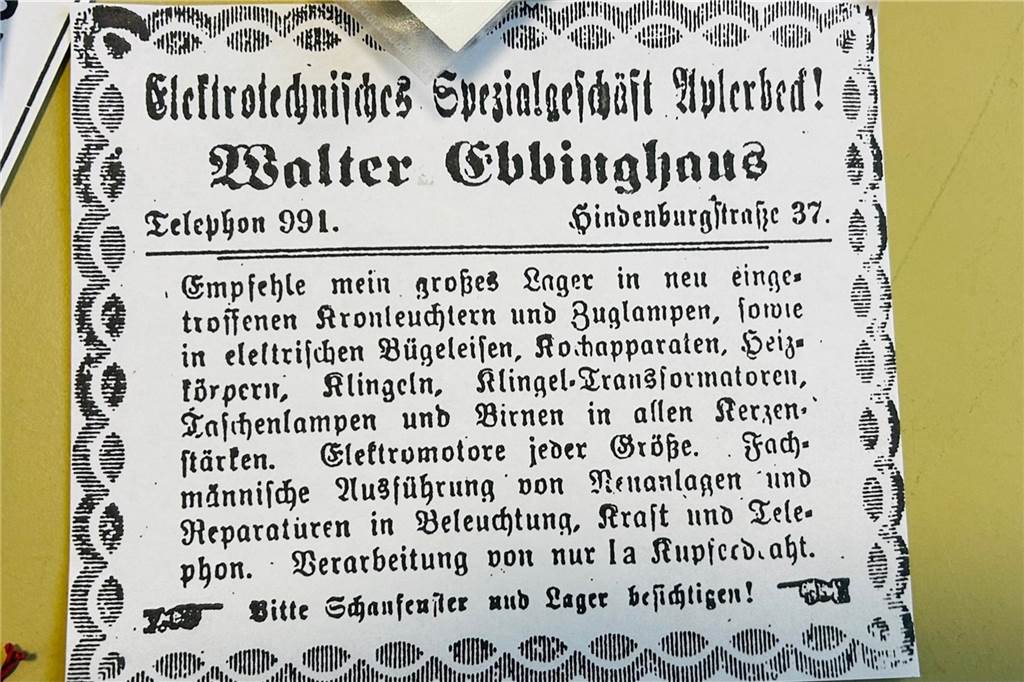 Elektrotechnisches Spezialgeschäft Aplerbeck!
Walter Ebbinghaus
Telephon 991. Hindenburgstraße 37.
Empfehle mein großes Lager in neu einge-
troffenen Kronleuchtern und Zuglampen, sowie
in elektrischen Bügeleisen, Kochapparaten, Heiz-
körpern, Klingeln, Klingel-Transformatoren,
Taschenlampen und Birnen in allen Kerzen-
stärken. Elektromotore jeder Größe. Fach-
männische Ausführung von Neuanlagen und
Reparaturen in Beleuchtung, Kraft und Tele-
phon. Verarbeitung von nur Ia Kupferdraht.
Bitte Schaufenster und Lager besichtigen!